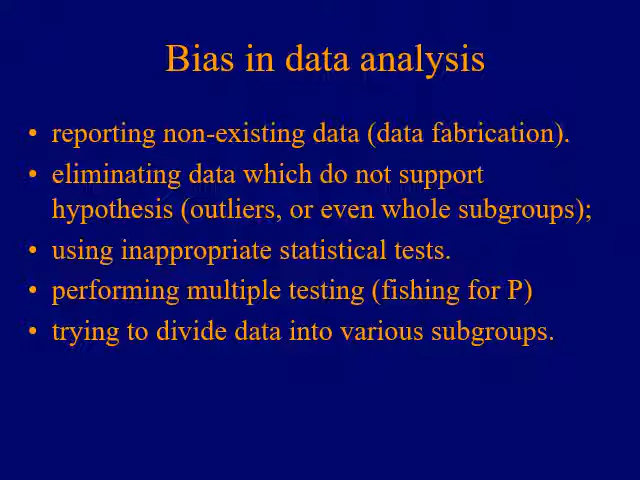 Bias in data analysis
• reporting non-existing data (data fabrication).
• eliminating data which do not support
hypothesis (outliers, or even whole subgroups);
• using inappropriate statistical tests.
• performing multiple testing (fishing for P)
• trying to divide data into various subgroups.